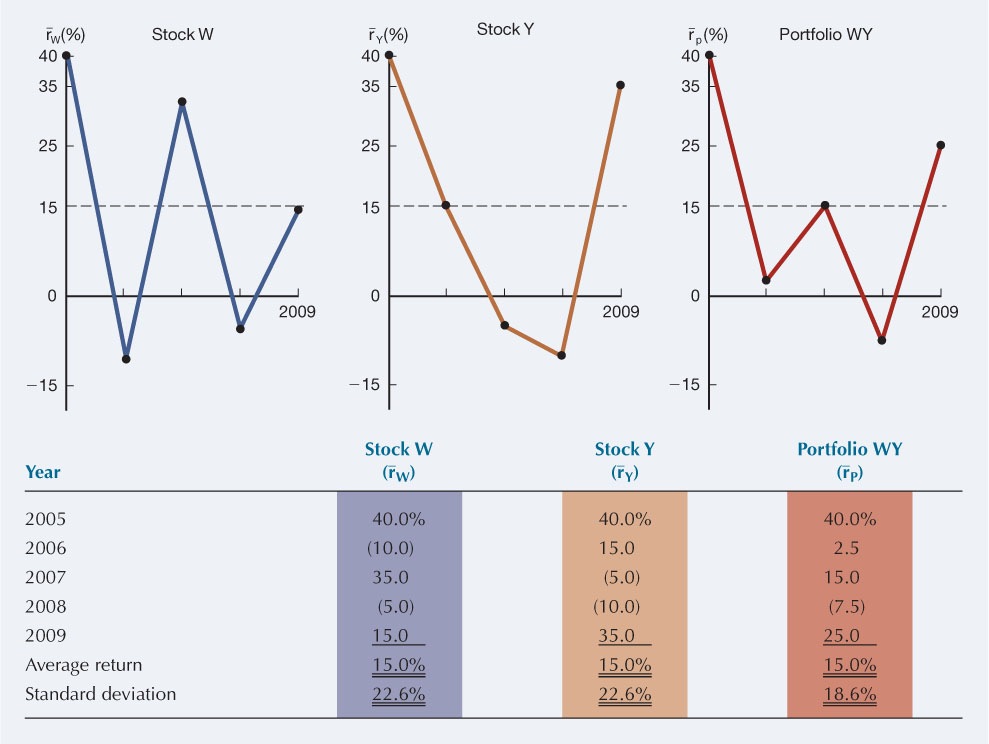 r̄W(%) Stock W
40
35
25
15
0
−15
2009
r̄Y(%) Stock Y
40
35
25
15
0
−15
2009
r̄p(%) Portfolio WY
40
35
25
15
0
−15
2009
Stock W Stock Y Portfolio WY
Year (r̄W) (r̄Y) (r̄P)
2005 40.0% 40.0% 40.0%
2006 (10.0) 15.0 2.5
2007 35.0 (5.0) 15.0
2008 (5.0) (10.0) (7.5)
2009 15.0 35.0 25.0
Average return 15.0% 15.0% 15.0%
Standard deviation 22.6% 22.6% 18.6%